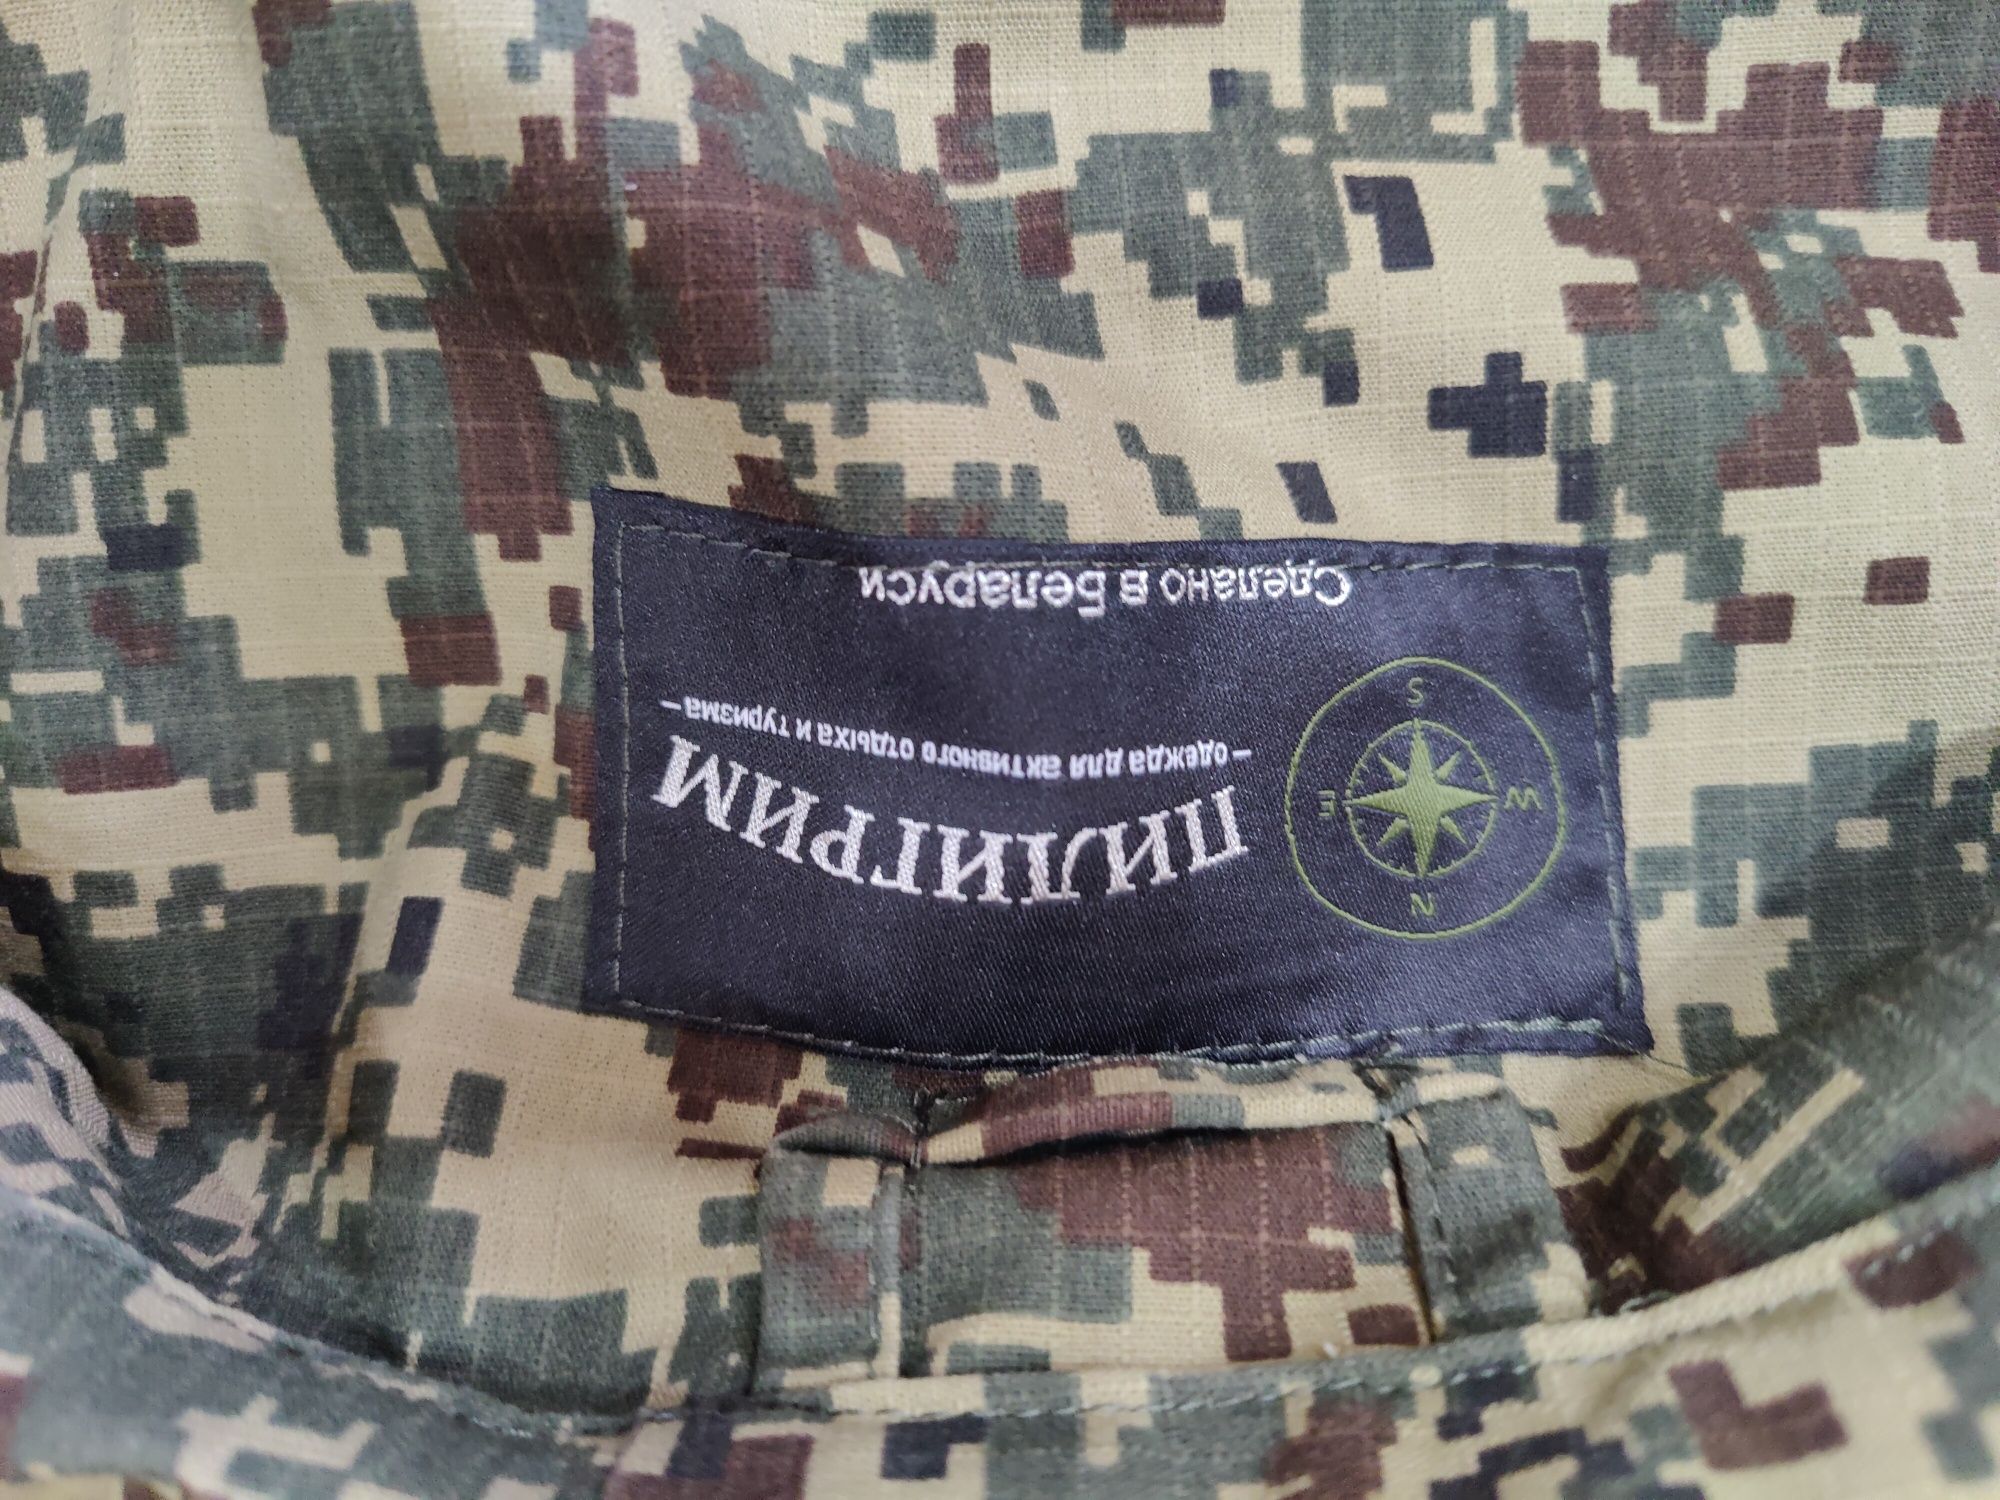 N
W
E
S
ПИЛИГРИМ
– одежда для активного отдыха и туризма –
Сделано в Беларуси